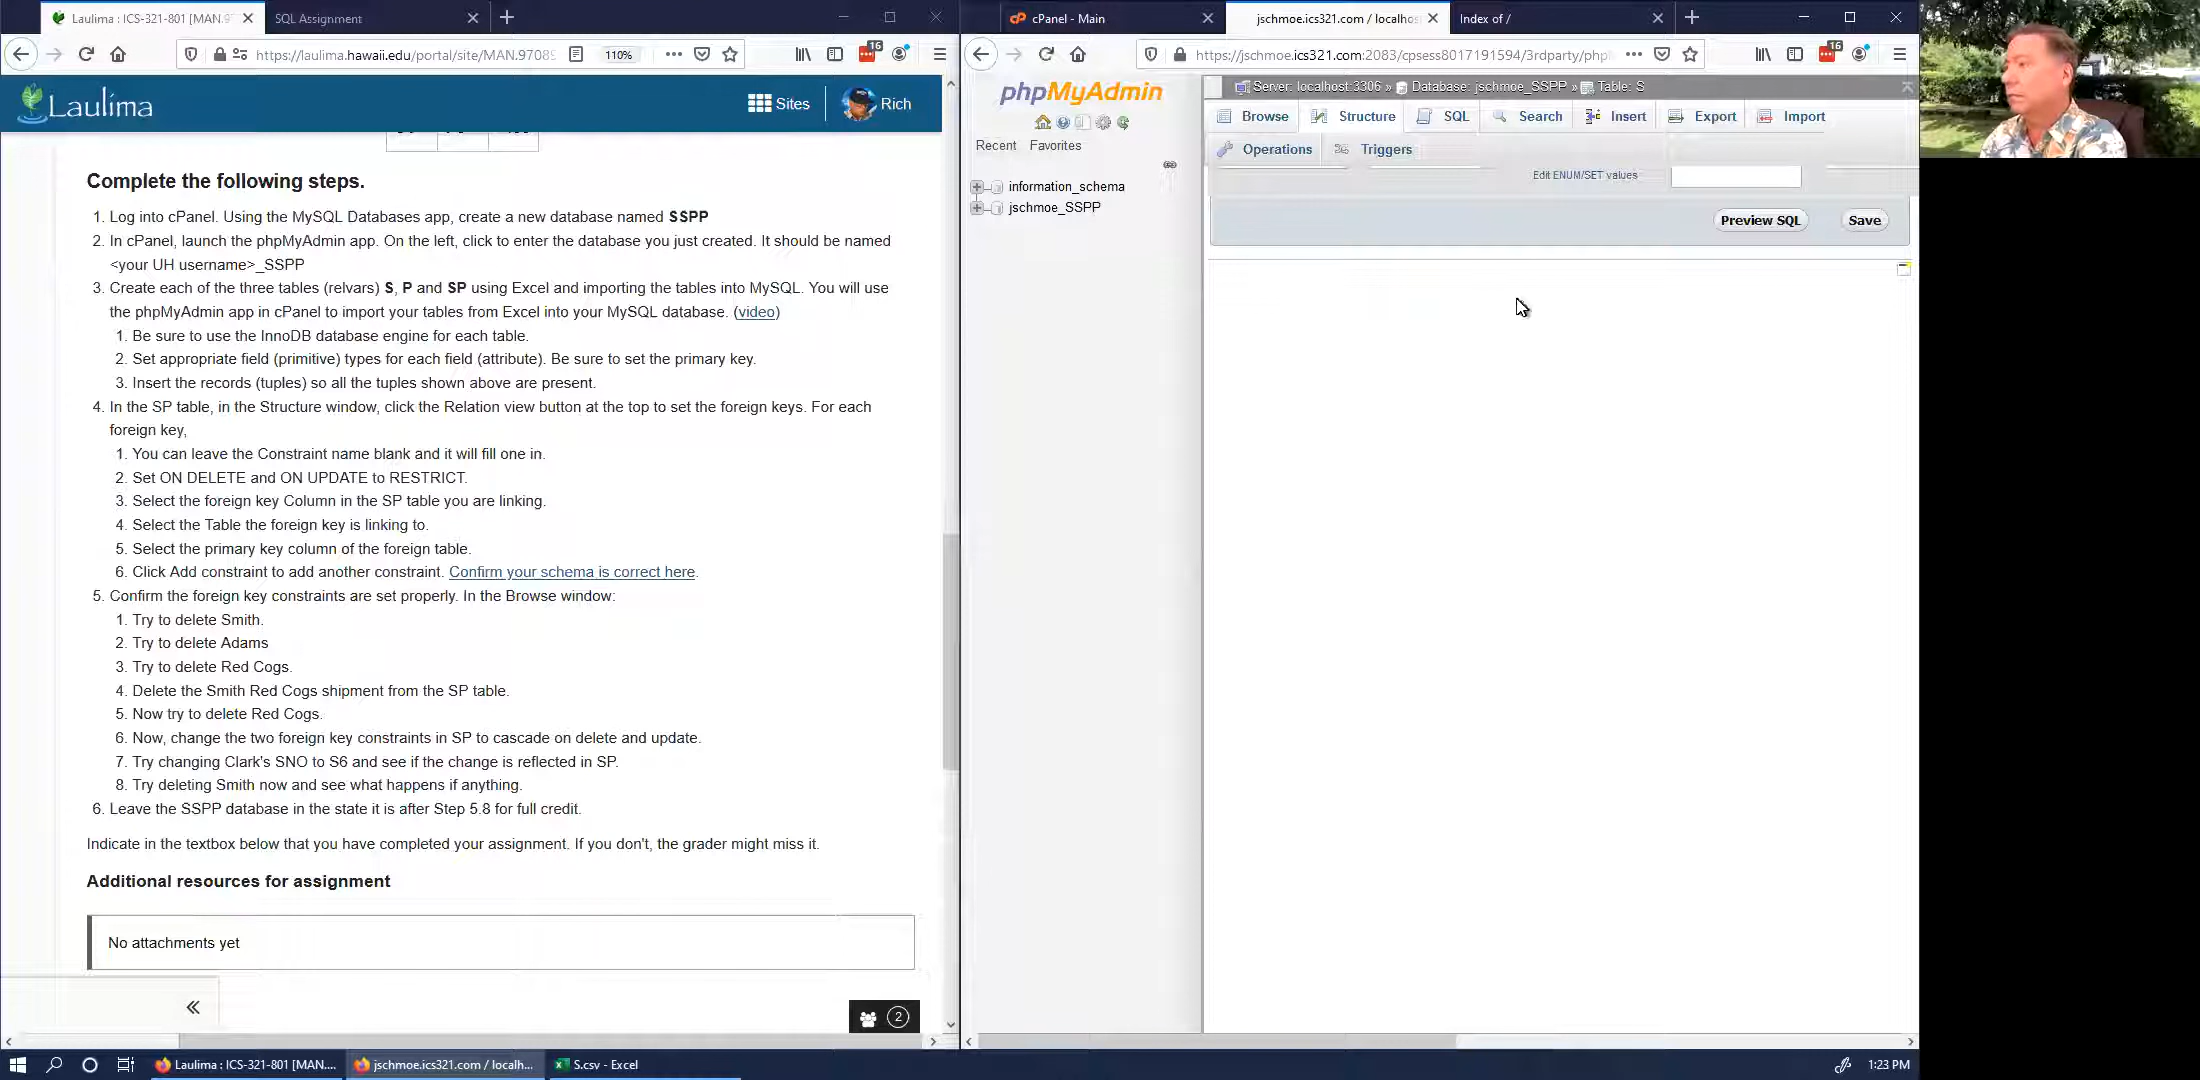 Laulima : ICS-321-801 [MAN.97
SQL Assignment
https://laulima.hawaii.edu/portal/site/MAN.9708
110%
16
Laulima
Sites
Rich
Complete the following steps.
1. Log into cPanel. Using the MySQL Databases app, create a new database named SSPP
2. In cPanel, launch the phpMyAdmin app. On the left, click to enter the database you just created. It should be named
<your UH username>_SSPP
3. Create each of the three tables (relvars) S, P and SP using Excel and importing the tables into MySQL. You will use
the phpMyAdmin app in cPanel to import your tables from Excel into your MySQL database. (video)
1. Be sure to use the InnoDB database engine for each table.
2. Set appropriate field (primitive) types for each field (attribute). Be sure to set the primary key.
3. Insert the records (tuples) so all the tuples shown above are present.
4. In the SP table, in the Structure window, click the Relation view button at the top to set the foreign keys. For each
foreign key,
1. You can leave the Constraint name blank and it will fill one in.
2. Set ON DELETE and ON UPDATE to RESTRICT.
3. Select the foreign key Column in the SP table you are linking.
4. Select the Table the foreign key is linking to.
5. Select the primary key column of the foreign table.
6. Click Add constraint to add another constraint. Confirm your schema is correct here.
5. Confirm the foreign key constraints are set properly. In the Browse window:
1. Try to delete Smith.
2. Try to delete Adams
3. Try to delete Red Cogs.
4. Delete the Smith Red Cogs shipment from the SP table.
5. Now try to delete Red Cogs.
6. Now, change the two foreign key constraints in SP to cascade on delete and update.
7. Try changing Clark's SNO to S6 and see if the change is reflected in SP.
8. Try deleting Smith now and see what happens if anything.
6. Leave the SSPP database in the state it is after Step 5.8 for full credit.
Indicate in the textbox below that you have completed your assignment. If you don't, the grader might miss it.
Additional resources for assignment
No attachments yet
«
2
cPanel - Main
jschmoe.ics321.com / localhos
Index of /
https://jschmoe.ics321.com:2083/cpsess8017191594/3rdparty/php
16
phpMyAdmin
Recent Favorites
information_schema
jschmoe_SSPP
Server: localhost:3306 » Database: jschmoe_SSPP » Table: S
Browse Structure SQL Search Insert Export Import
Operations Triggers
Edit ENUM/SET values
Preview SQL
Save
Laulima : ICS-321-801 [MAN....
jschmoe.ics321.com / localh...
S.csv - Excel
1:23 PM